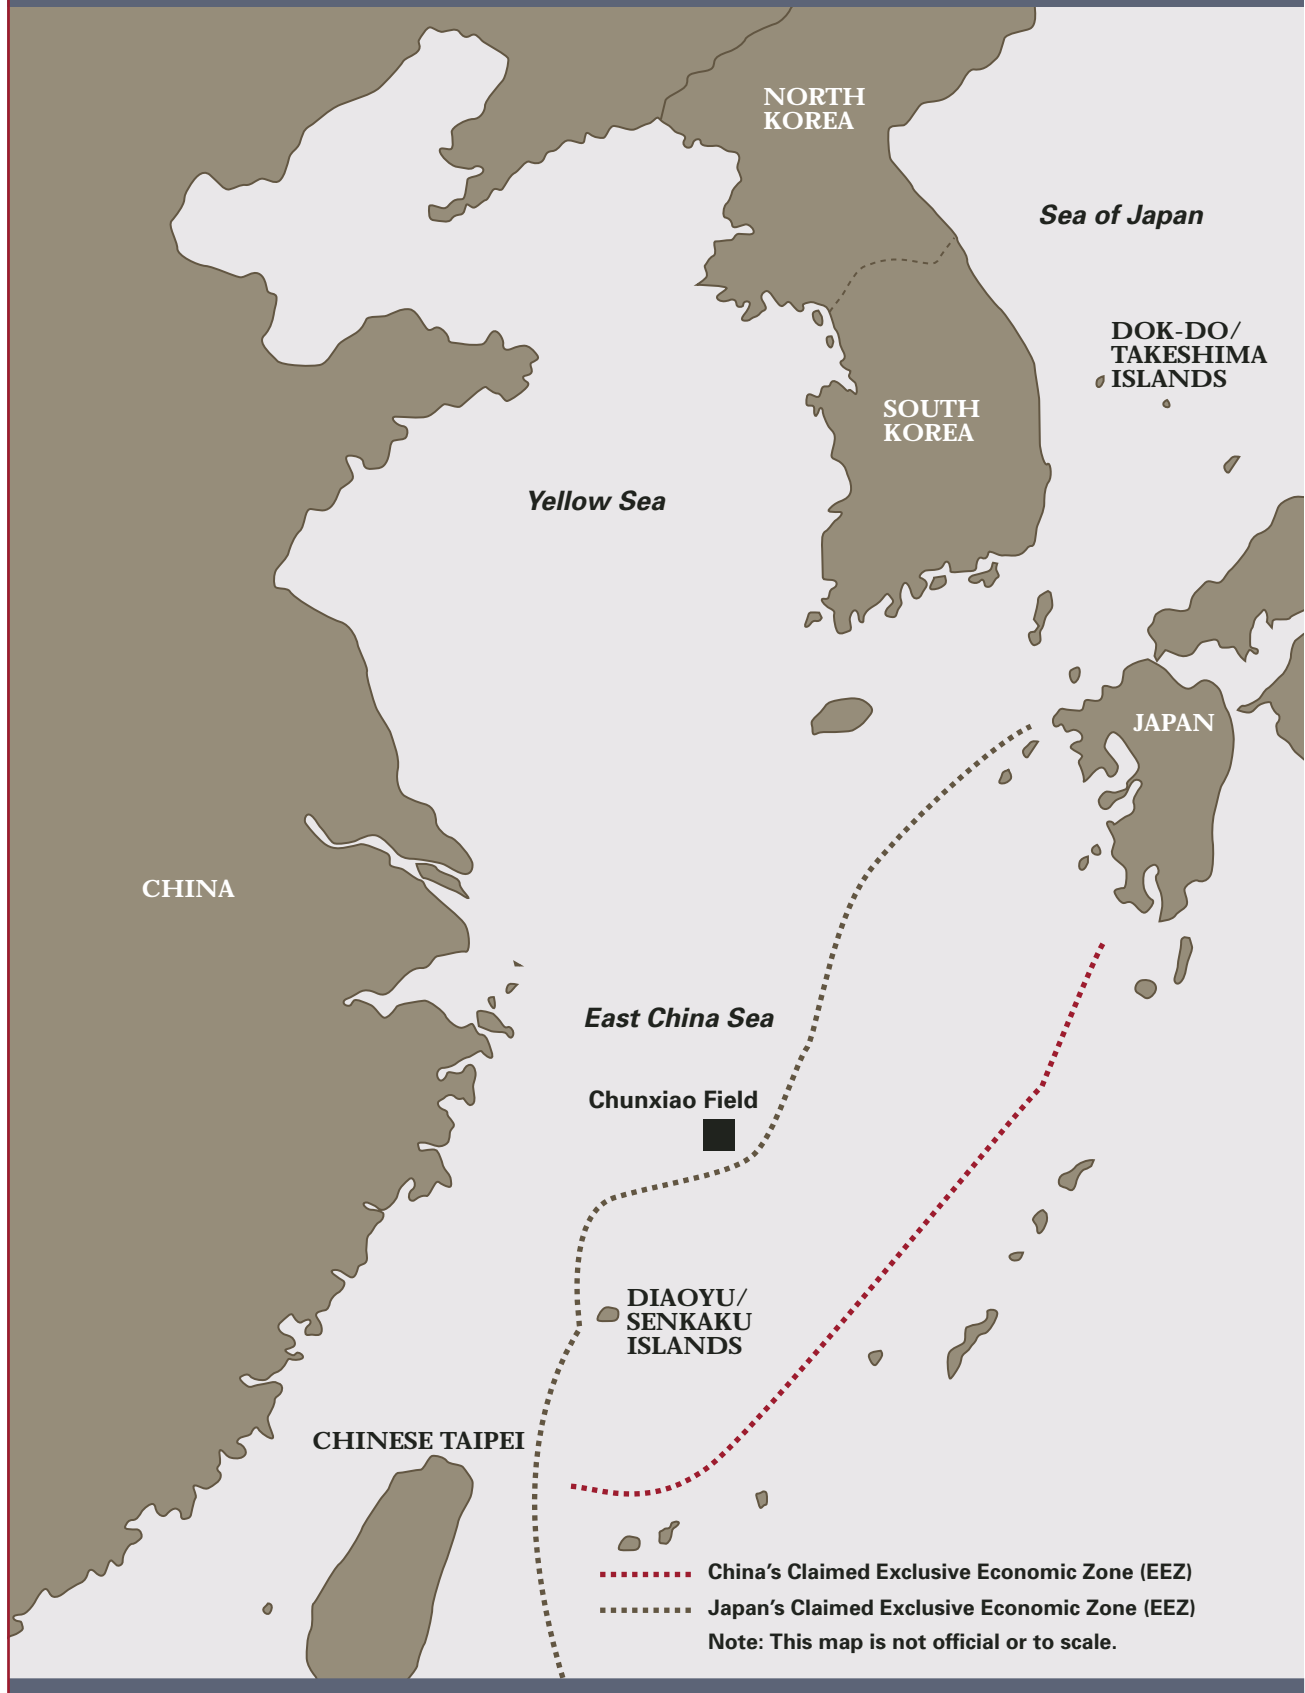 NORTH
KOREA
Sea of Japan
DOK-DO/
TAKESHIMA
ISLANDS
SOUTH
KOREA
Yellow Sea
JAPAN
CHINA
East China Sea
Chunxiao Field
DIAOYU/
SENKAKU
ISLANDS
CHINESE TAIPEI
China's Claimed Exclusive Economic Zone (EEZ)
Japan's Claimed Exclusive Economic Zone (EEZ)
Note: This map is not official or to scale.